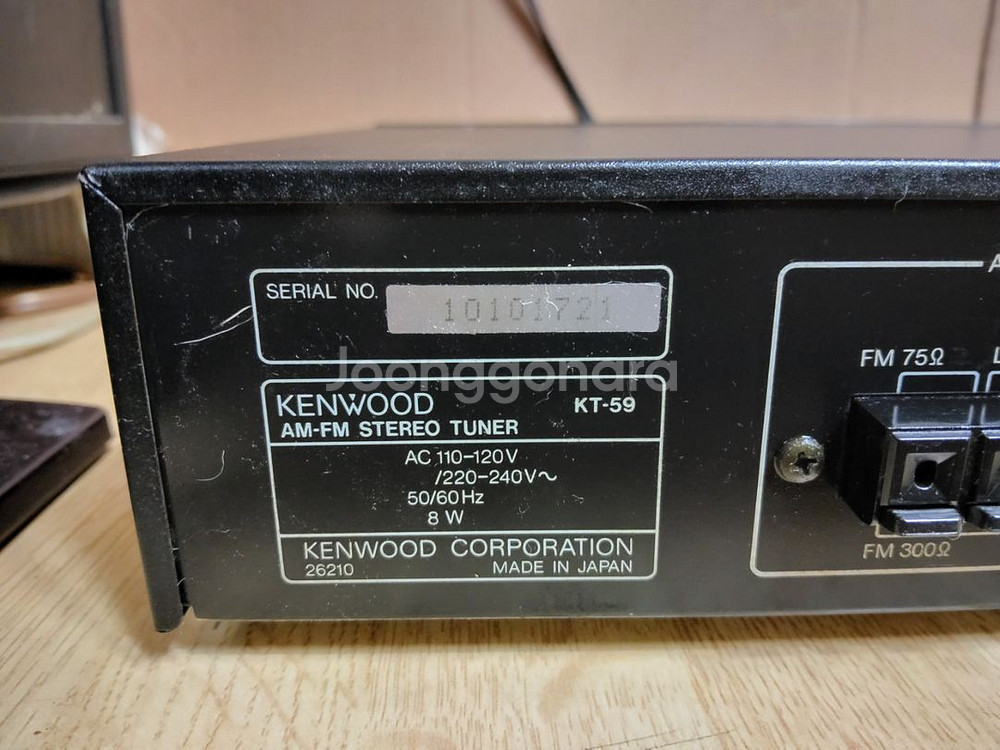 SERIAL NO. 10101721
Joonggonara
KENWOOD KT-59
AM-FM STEREO TUNER
AC 110-120V
/220-240V~
50/60Hz
8 W
KENWOOD CORPORATION
26210 MADE IN JAPAN
FM 75Ω
FM 300Ω